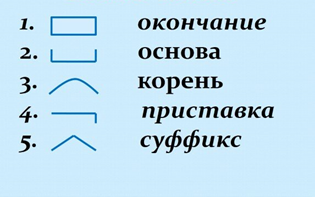 1. окончание
2. основа
3. корень
4. приставка
5. суффикс